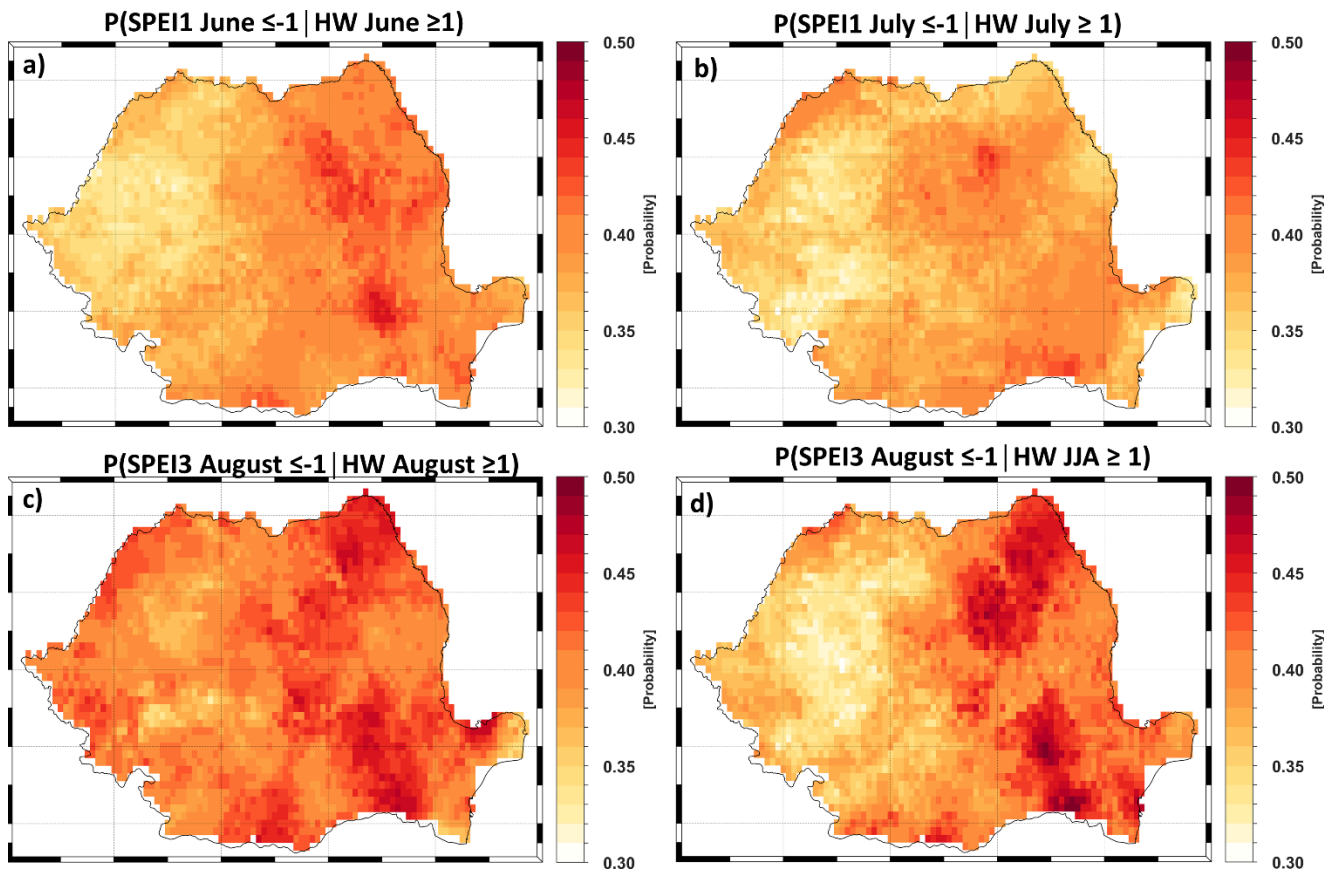 P(SPEI1 June ≤-1|HW June ≥1)
P(SPEI1 July ≤-1|HW July ≥ 1)
a)
0.50
0.45
0.40
0.35
0.30
[Probability]
b)
0.50
0.45
0.40
0.35
0.30
[Probability]
P(SPEI3 August ≤-1|HW August ≥1)
P(SPEI3 August ≤-1|HW JJA ≥ 1)
c)
0.50
0.45
0.40
0.35
0.30
[Probability]
d)
0.50
0.45
0.40
0.35
0.30
[Probability]